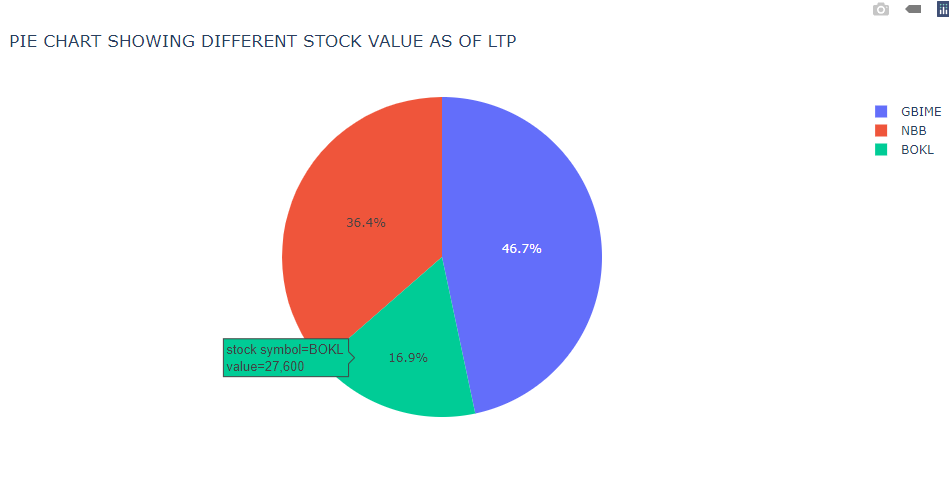 PIE CHART SHOWING DIFFERENT STOCK VALUE AS OF LTP
GBIME
NBB
BOKL
36.4%
46.7%
16.9%
stock symbol=BOKL
value=27,600